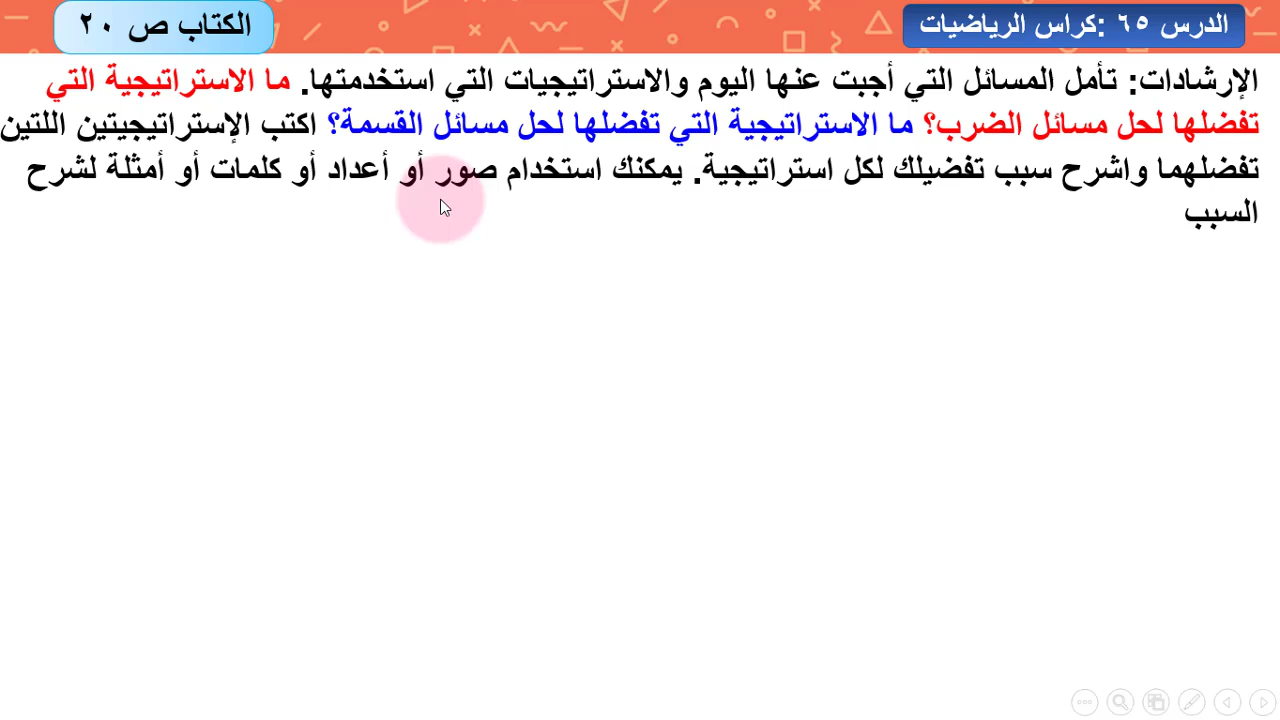 الدرس ٦٥ :كراس الرياضيات
الكتاب ص ٢٠
الإرشادات: تأمل المسائل التي أجبت عنها اليوم والاستراتيجيات التي استخدمتها. ما الاستراتيجية التي
تفضلها لحل مسائل الضرب؟ ما الاستراتيجية التي تفضلها لحل مسائل القسمة؟ اكتب الإستراتيجيتين اللتين
تفضلهما واشرح سبب تفضيلك لكل استراتيجية. يمكنك استخدام صور أو أعداد أو كلمات أو أمثلة لشرح
السبب